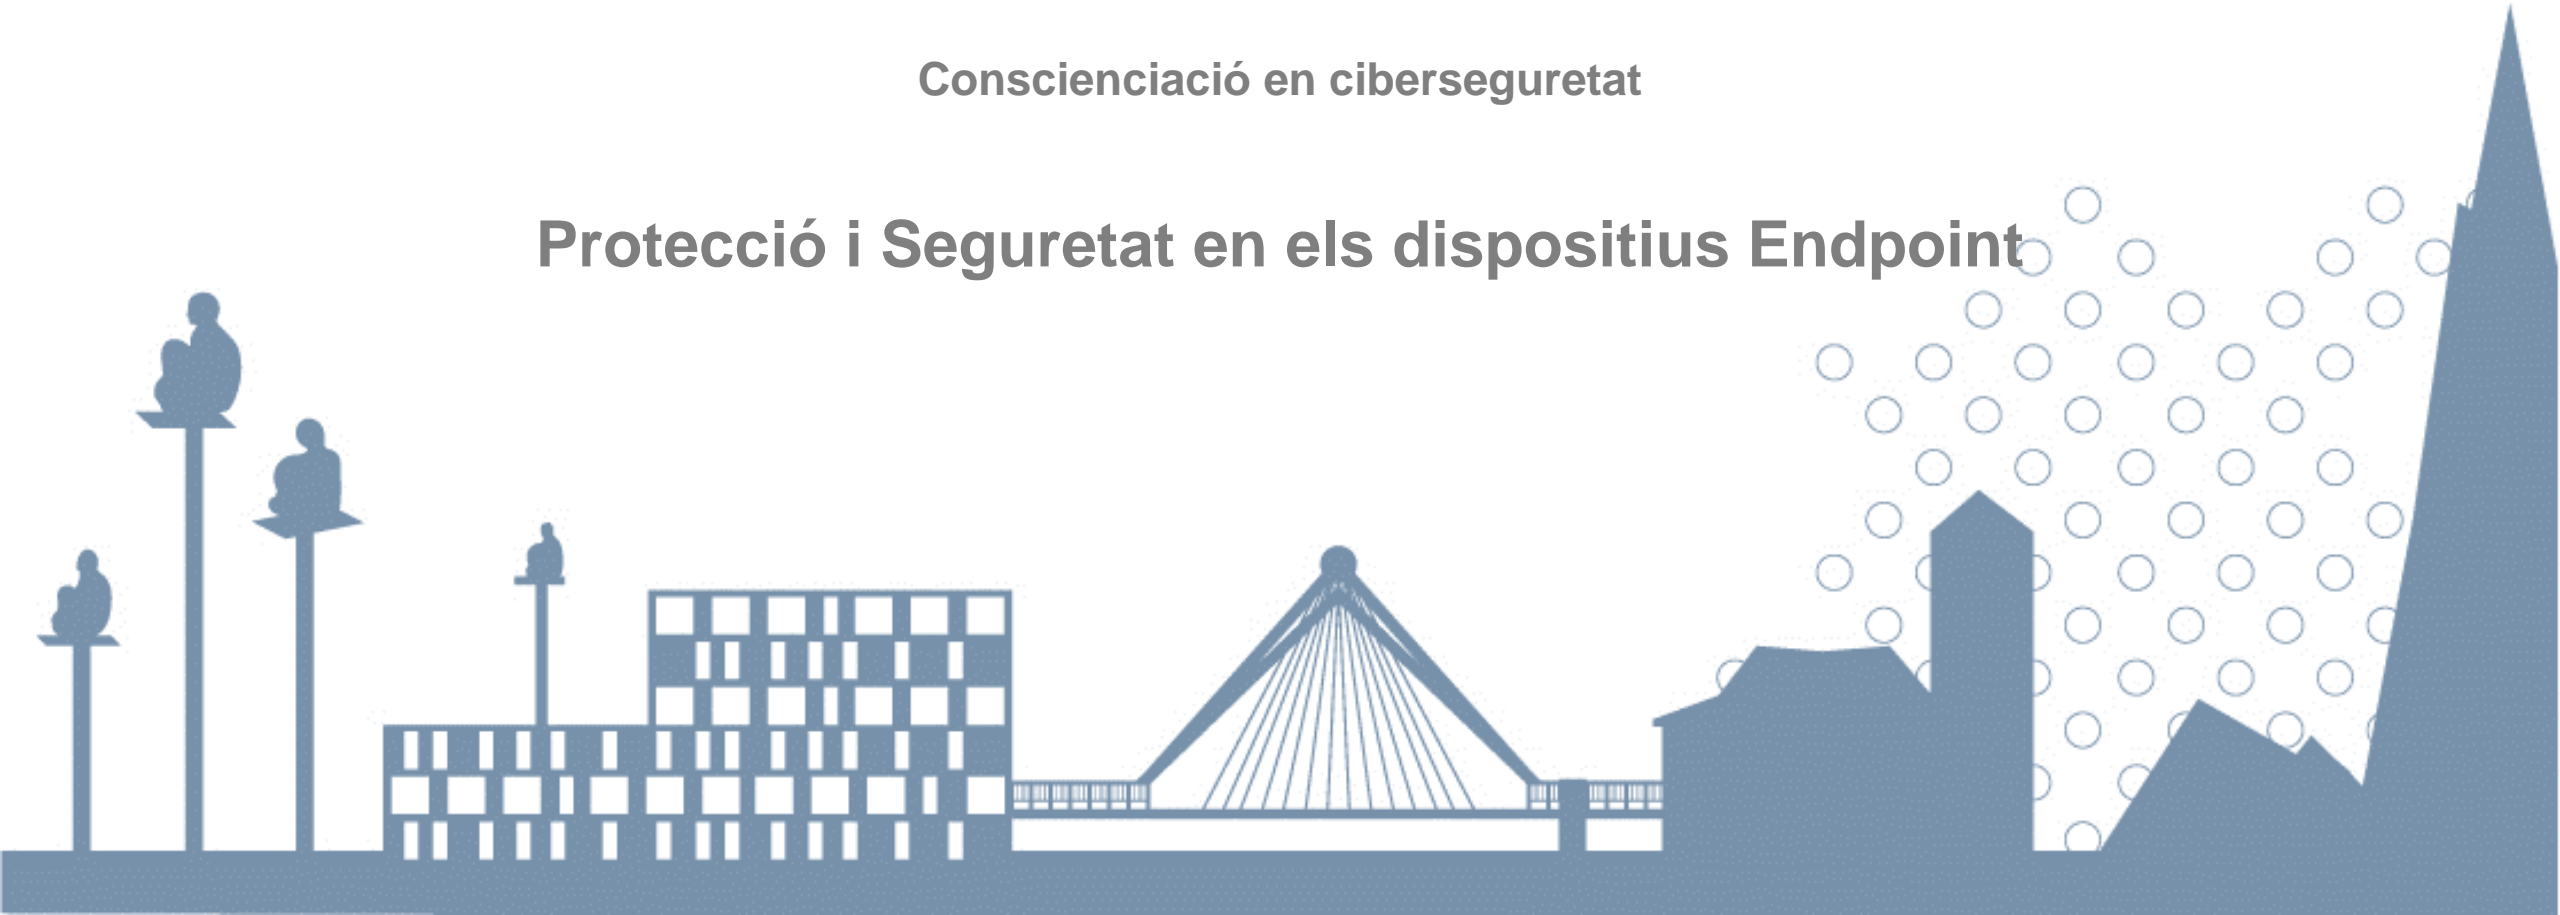 Conscienciació en ciberseguretat
Protecció i Seguretat en els dispositius Endpoint